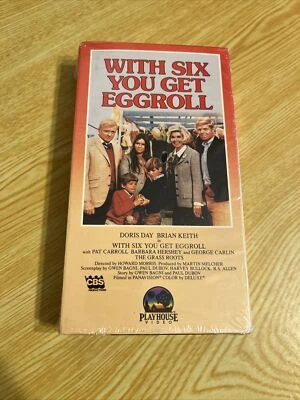 WITH SIX
YOU GET
EGGROLL
DORIS DAY BRIAN KEITH
in
WITH SIX YOU GET EGGROLL
with PAT CARROLL BARBARA HERSHEY and GEORGE CARLIN
THE GRASS ROOTS
Directed by HOWARD MORRIS Produced by MARTIN MELCHER
Screenplay by GWEN BAGNI, PAUL DUBOV, HARVEY BULLOCK, R.S. ALLEN
Story by GWEN BAGNI and PAUL DUBOV
Filmed in PANAVISION® COLOR by DELUXE®
CBS
PLAYHOUSE
VIDEO